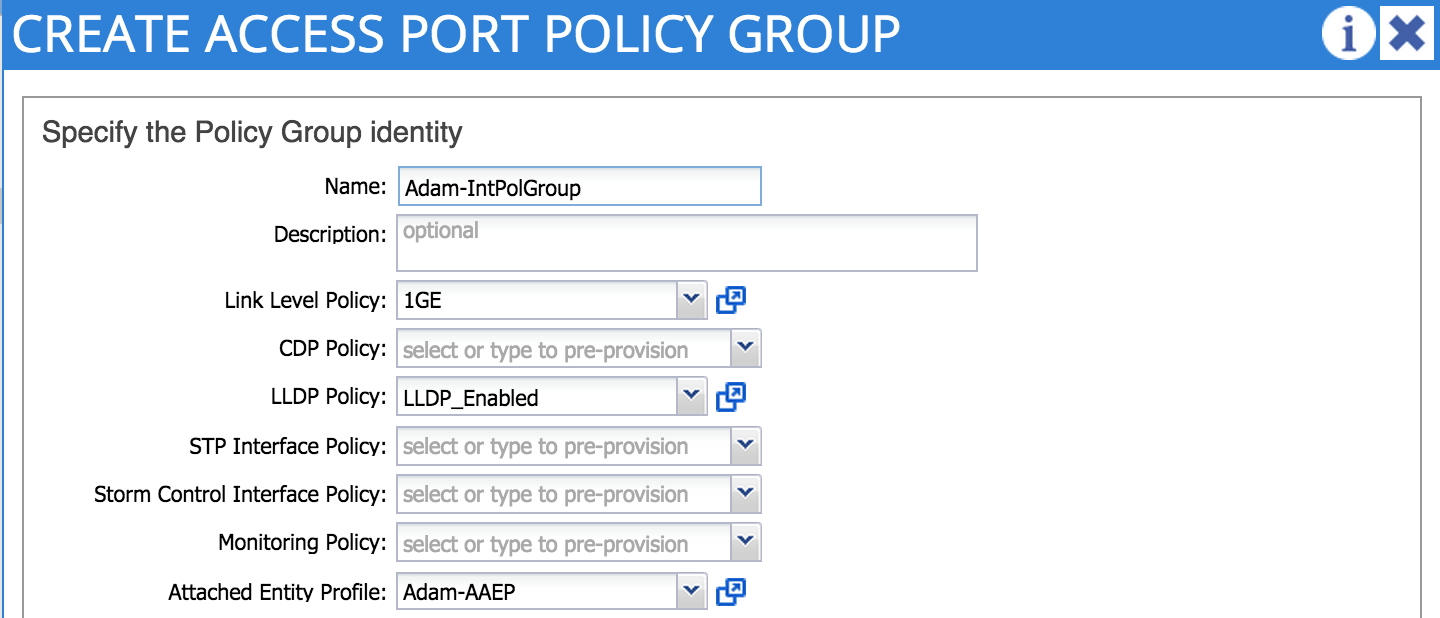 CREATE ACCESS PORT POLICY GROUP
Specify the Policy Group identity
Name: Adam-IntPolGroup
Description: optional
Link Level Policy: 1GE
CDP Policy: select or type to pre-provision
LLDP Policy: LLDP_Enabled
STP Interface Policy: select or type to pre-provision
Storm Control Interface Policy: select or type to pre-provision
Monitoring Policy: select or type to pre-provision
Attached Entity Profile: Adam-AAEP